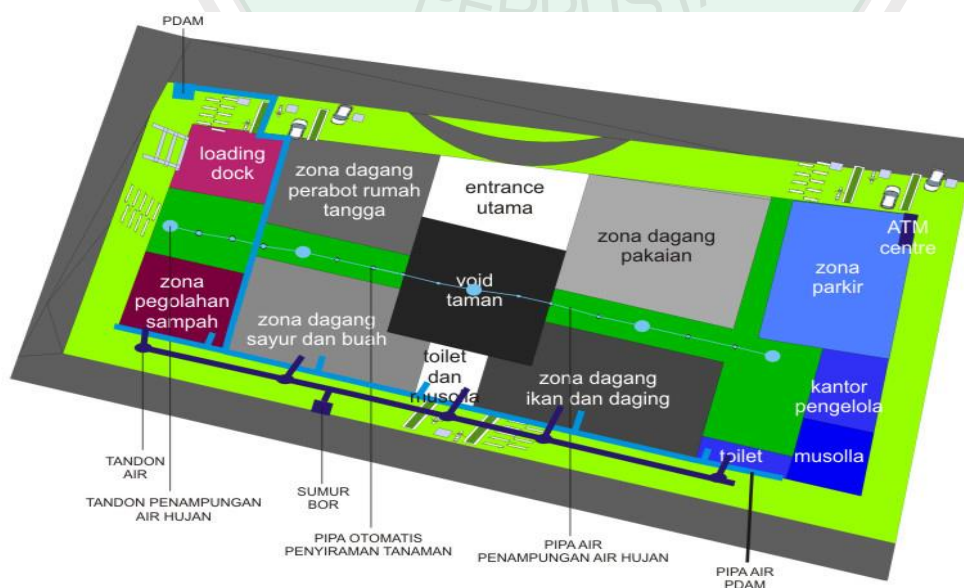 PDAM
loading
dock
zona dagang
perabot rumah
tangga
entrance
utama
zona dagang
pakaian
ATM
centre
zona
parkir
zona
pegolahan
sampah
zona dagang
sayur dan buah
void
taman
toilet
dan
musolla
zona dagang
ikan dan daging
kantor
pengelola
toilet
musolla
TANDON
AIR
TANDON PENAMPUNGAN
AIR HUJAN
SUMUR
BOR
PIPA OTOMATIS
PENYIRAMAN TANAMAN
PIPA AIR
PENAMPUNGAN AIR HUJAN
PIPA AIR
PDAM